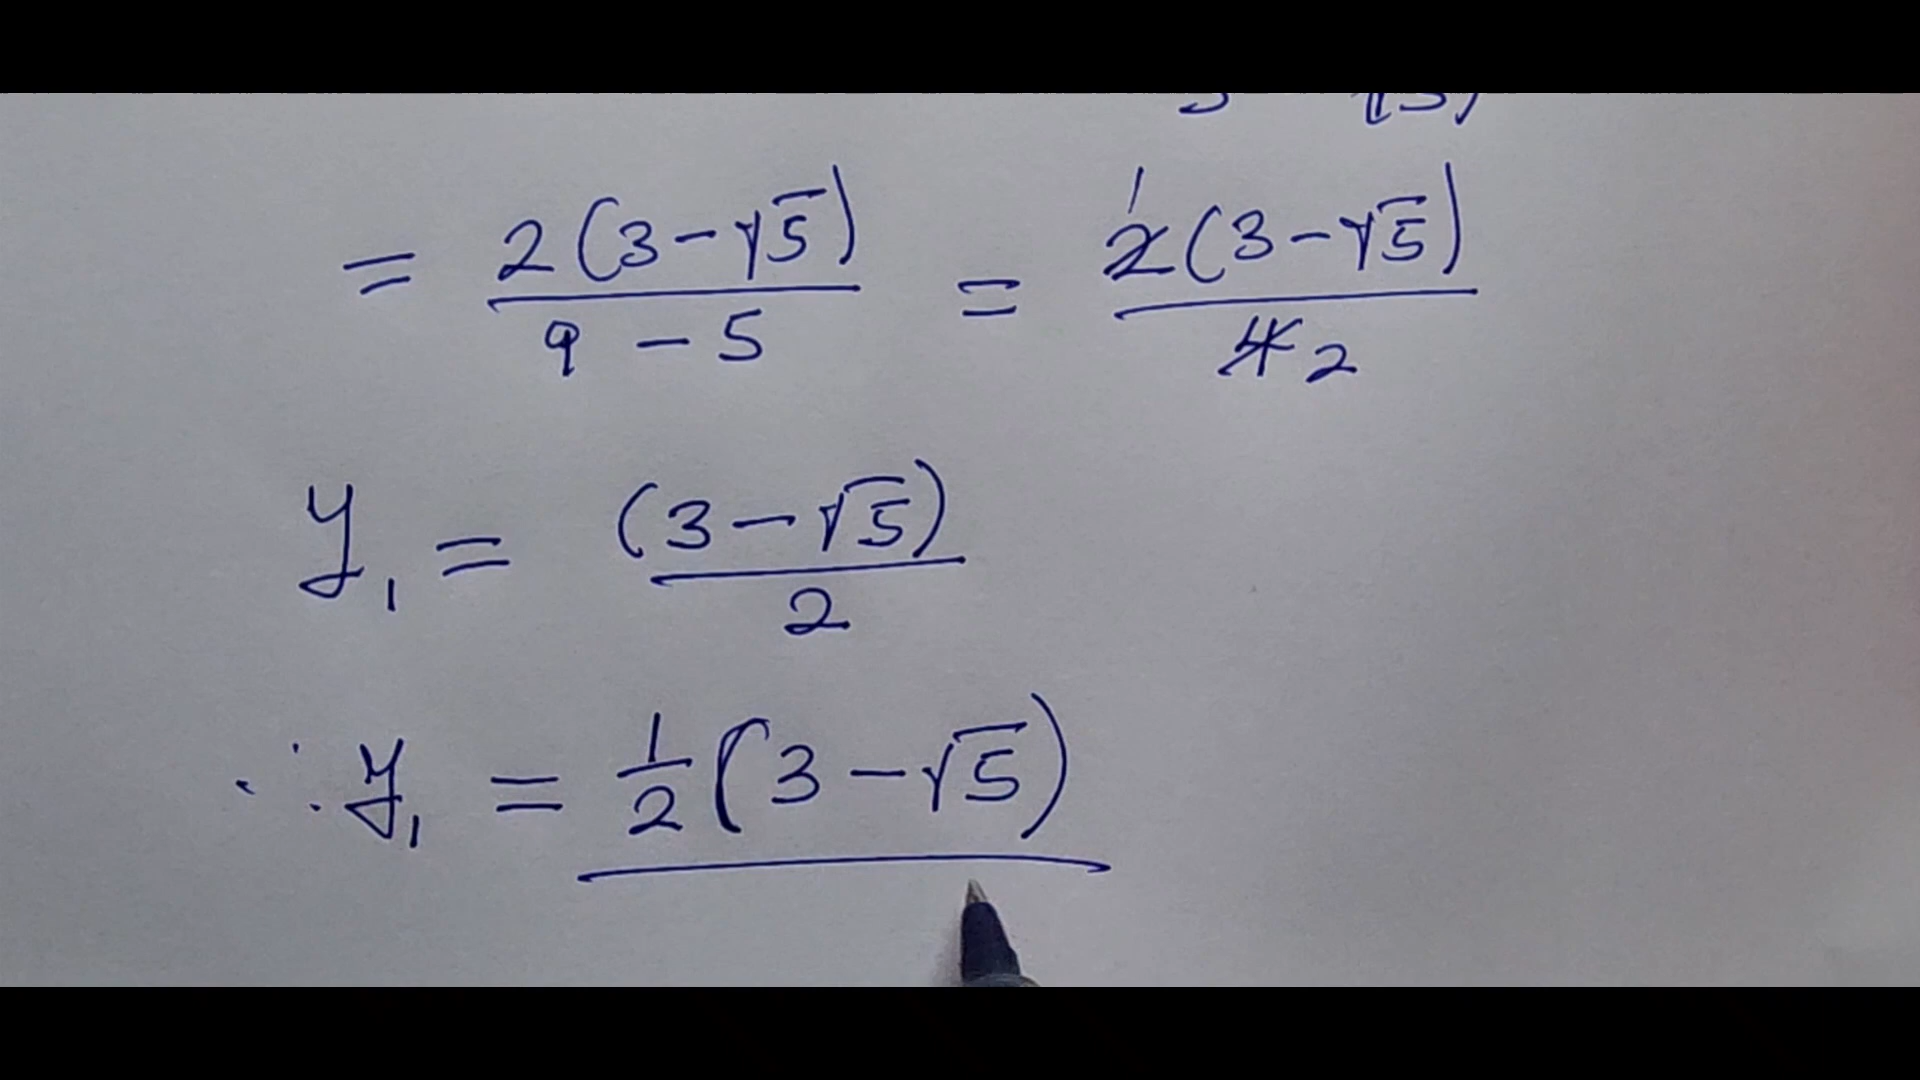 = 2(3-√5)/9-5 = 2(3-√5)/4 1 2
y₁ = (3-√5)/2
∴ y₁ = 1/2(3-√5)